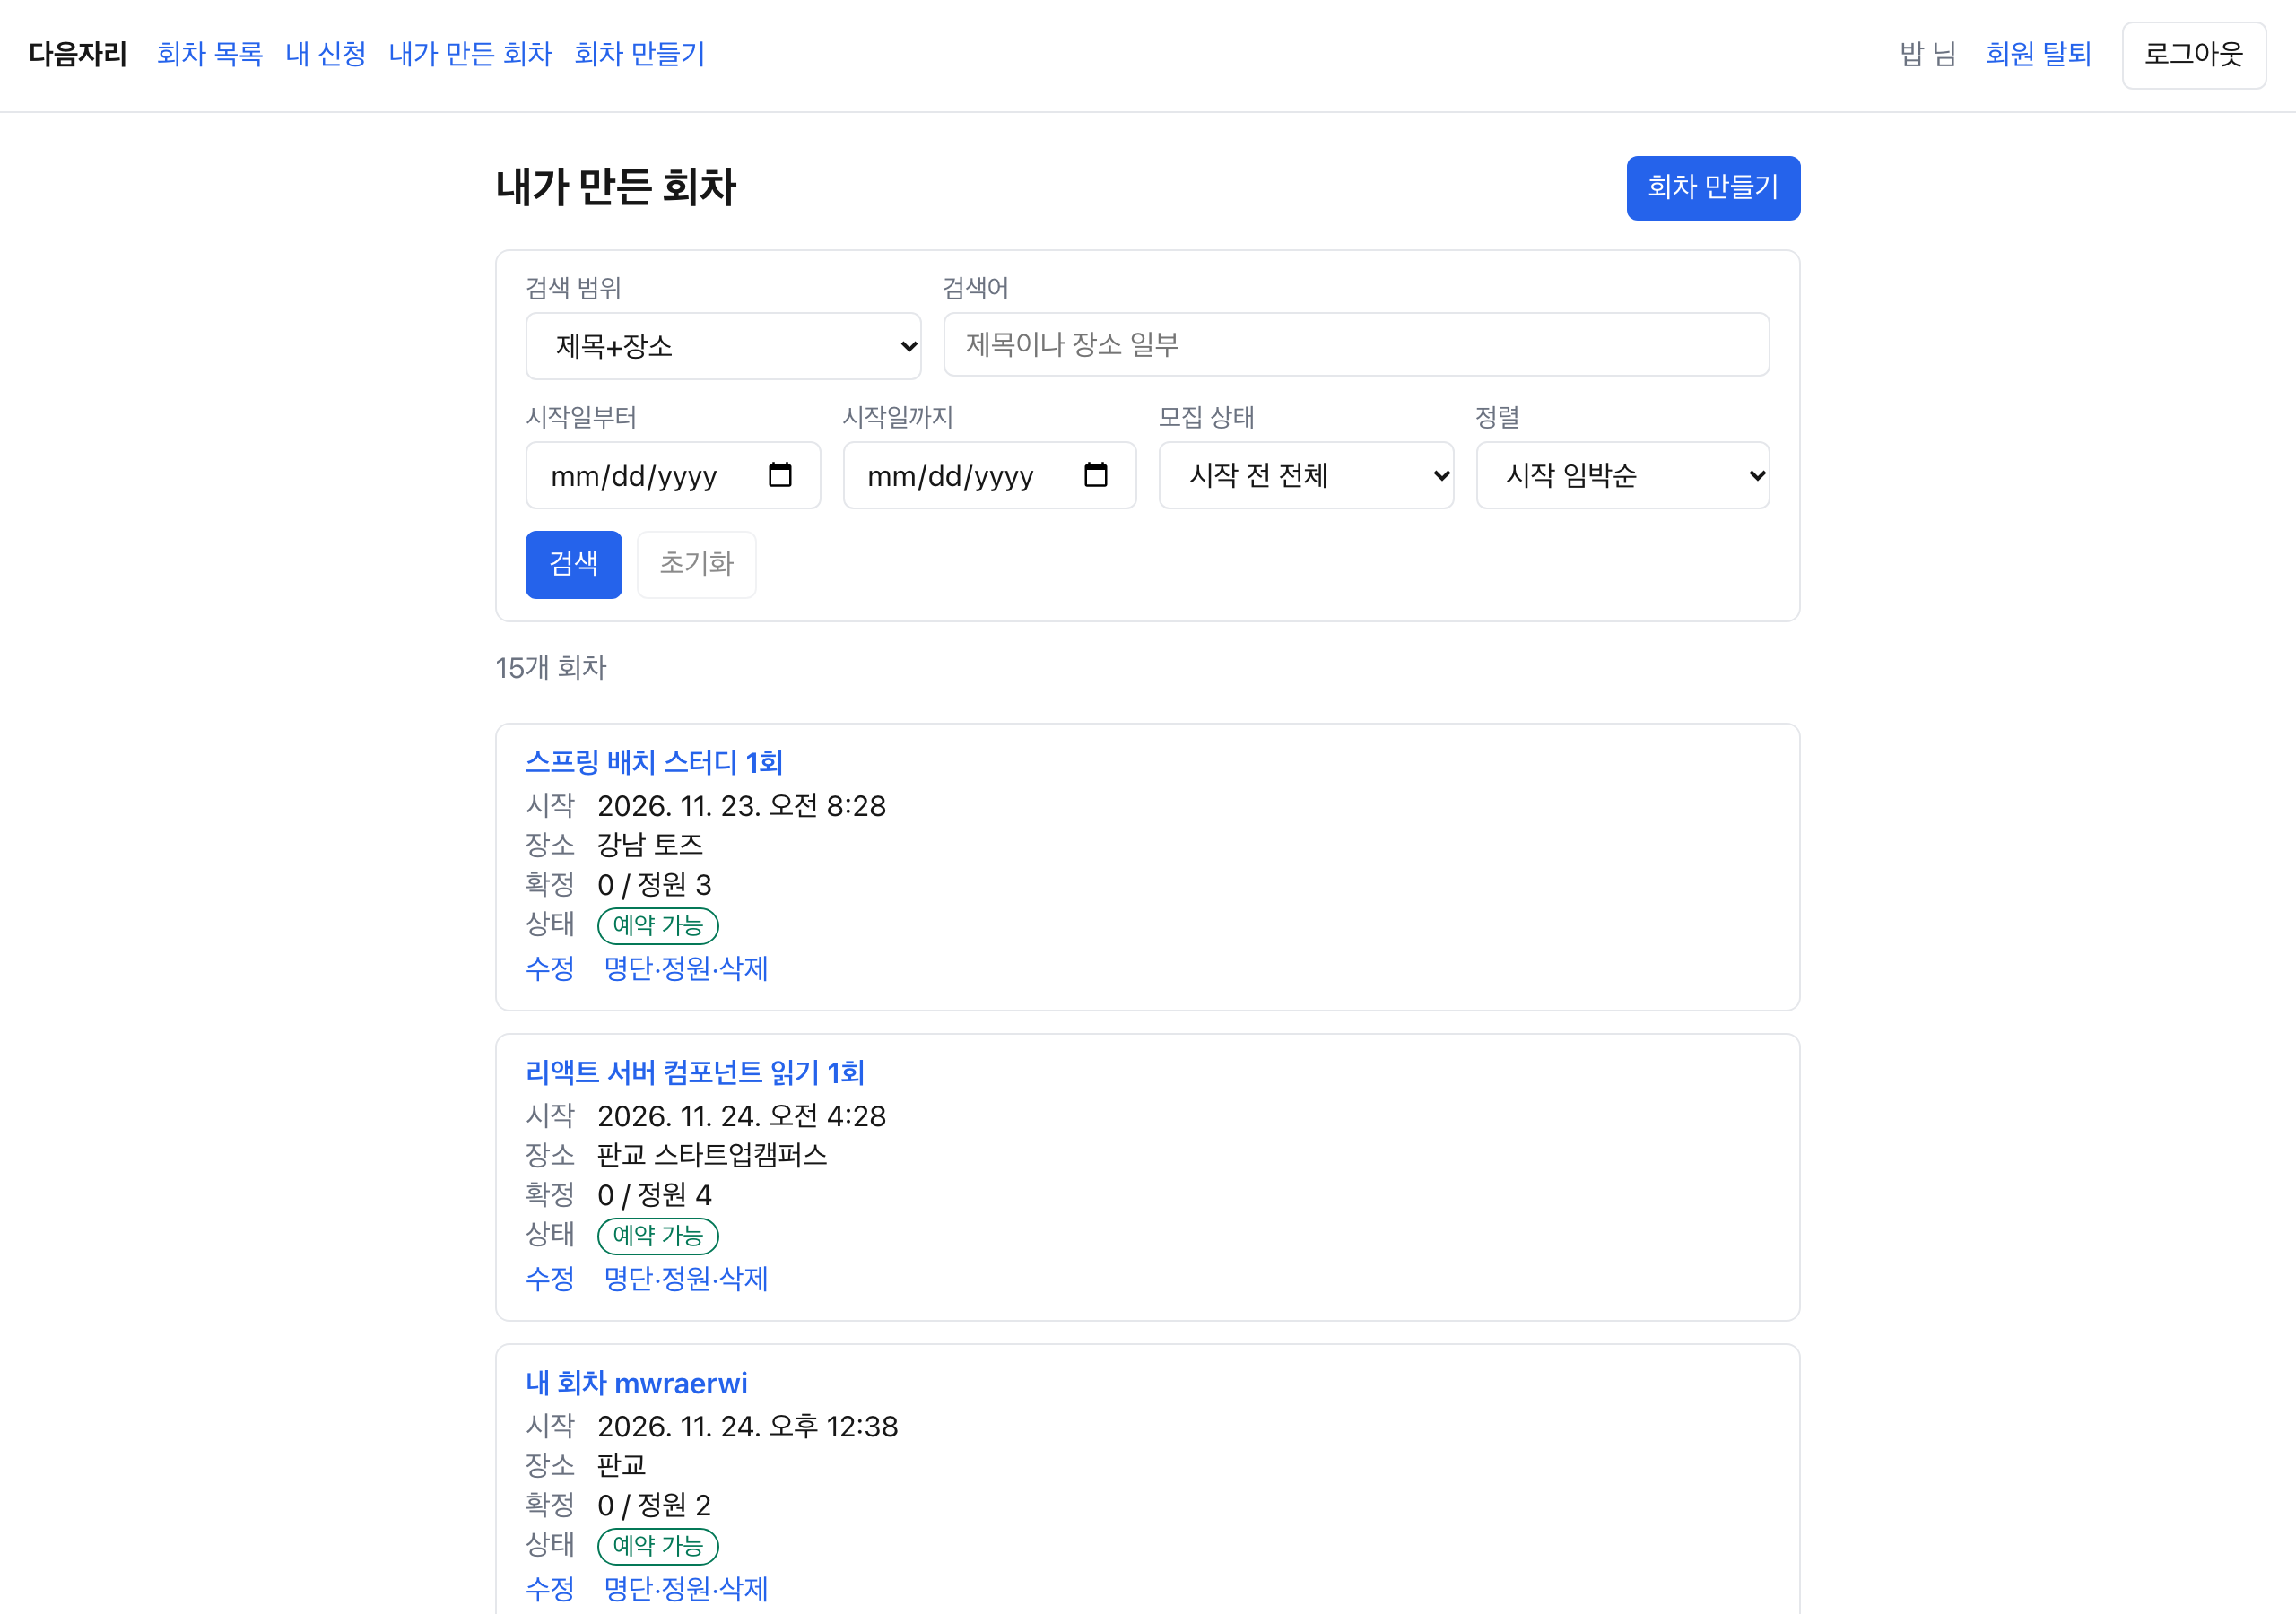 다음자리 회차 목록 내 신청 내가 만든 회차 회차 만들기 밥 님 회원 탈퇴 로그아웃
내가 만든 회차 회차 만들기
검색 범위 검색어
제목+장소 제목이나 장소 일부
시작일부터 시작일까지 모집 상태 정렬
mm/dd/yyyy mm/dd/yyyy 시작 전 전체 시작 임박순
검색 초기화
15개 회차
스프링 배치 스터디 1회
시작 2026. 11. 23. 오전 8:28
장소 강남 토즈
확정 0 / 정원 3
상태 예약 가능
수정 명단·정원·삭제
리액트 서버 컴포넌트 읽기 1회
시작 2026. 11. 24. 오전 4:28
장소 판교 스타트업캠퍼스
확정 0 / 정원 4
상태 예약 가능
수정 명단·정원·삭제
내 회차 mwraerwi
시작 2026. 11. 24. 오후 12:38
장소 판교
확정 0 / 정원 2
상태 예약 가능
수정 명단·정원·삭제